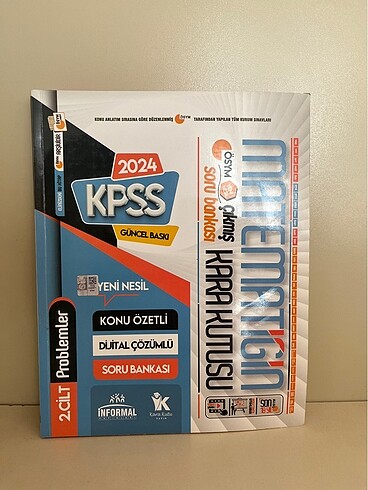 KONU ANLATIM SIRASINA GÖRE DÜZENLENMİŞ
TARAFINDAN YAPILAN TÜM KURUM SINAVLARI
2024
KPSS
GÜNCEL BASKI
YENİ NESİL
KONU ÖZETLİ
DİJİTAL ÇÖZÜMLÜ
SORU BANKASI
2.CİLT Problemler
INFORMAL
MATEMATİĞİN
ÖSYM
çıkmış
soru bankası
KARA KUTUSU